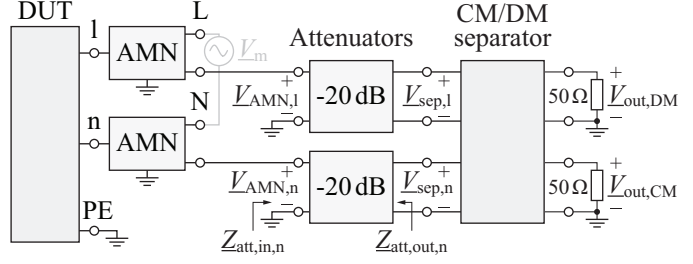 DUT
L
CM/DM
separator
l
AMN
V_m
Attenuators
+
-20 dB
+
+
50 Ω
V_out,DM
V_AMN,l
V_sep,l
N
−
−
−
n
AMN
+
-20 dB
+
+
50 Ω
V_out,CM
V_AMN,n
V_sep,n
PE
−
−
−
Z_att,in,n
Z_att,out,n